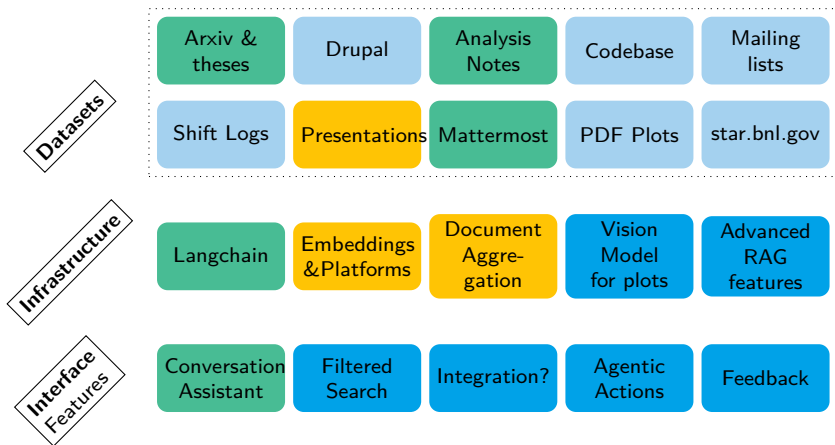 Datasets
Arxiv &
theses
Drupal
Analysis
Notes
Codebase
Mailing
lists
Shift Logs
Presentations
Mattermost
PDF Plots
star.bnl.gov
Infrastructure
Langchain
Embeddings
&Platforms
Document
Aggre-
gation
Vision
Model
for plots
Advanced
RAG
features
Interface
Features
Conversation
Assistant
Filtered
Search
Integration?
Agentic
Actions
Feedback